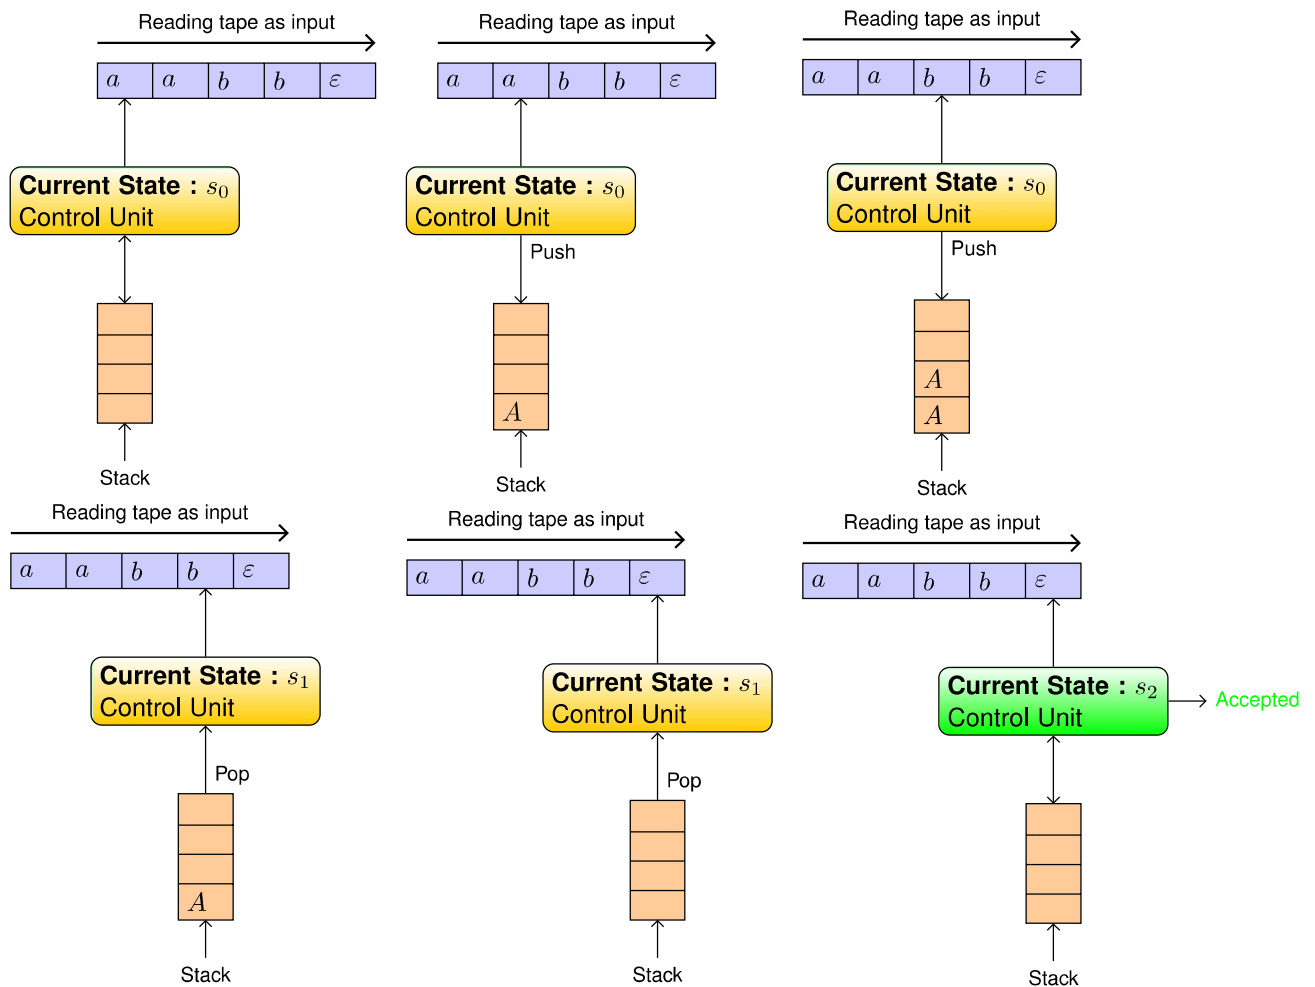 Reading tape as input
a a b b ε
Current State : s₀
Control Unit
Stack
Reading tape as input
a a b b ε
Current State : s₀
Control Unit
Push
A
Stack
Reading tape as input
a a b b ε
Current State : s₀
Control Unit
Push
A
A
Stack
Reading tape as input
a a b b ε
Current State : s₁
Control Unit
Pop
A
Stack
Reading tape as input
a a b b ε
Current State : s₁
Control Unit
Pop
Stack
Reading tape as input
a a b b ε
Current State : s₂
Control Unit
Accepted
Stack